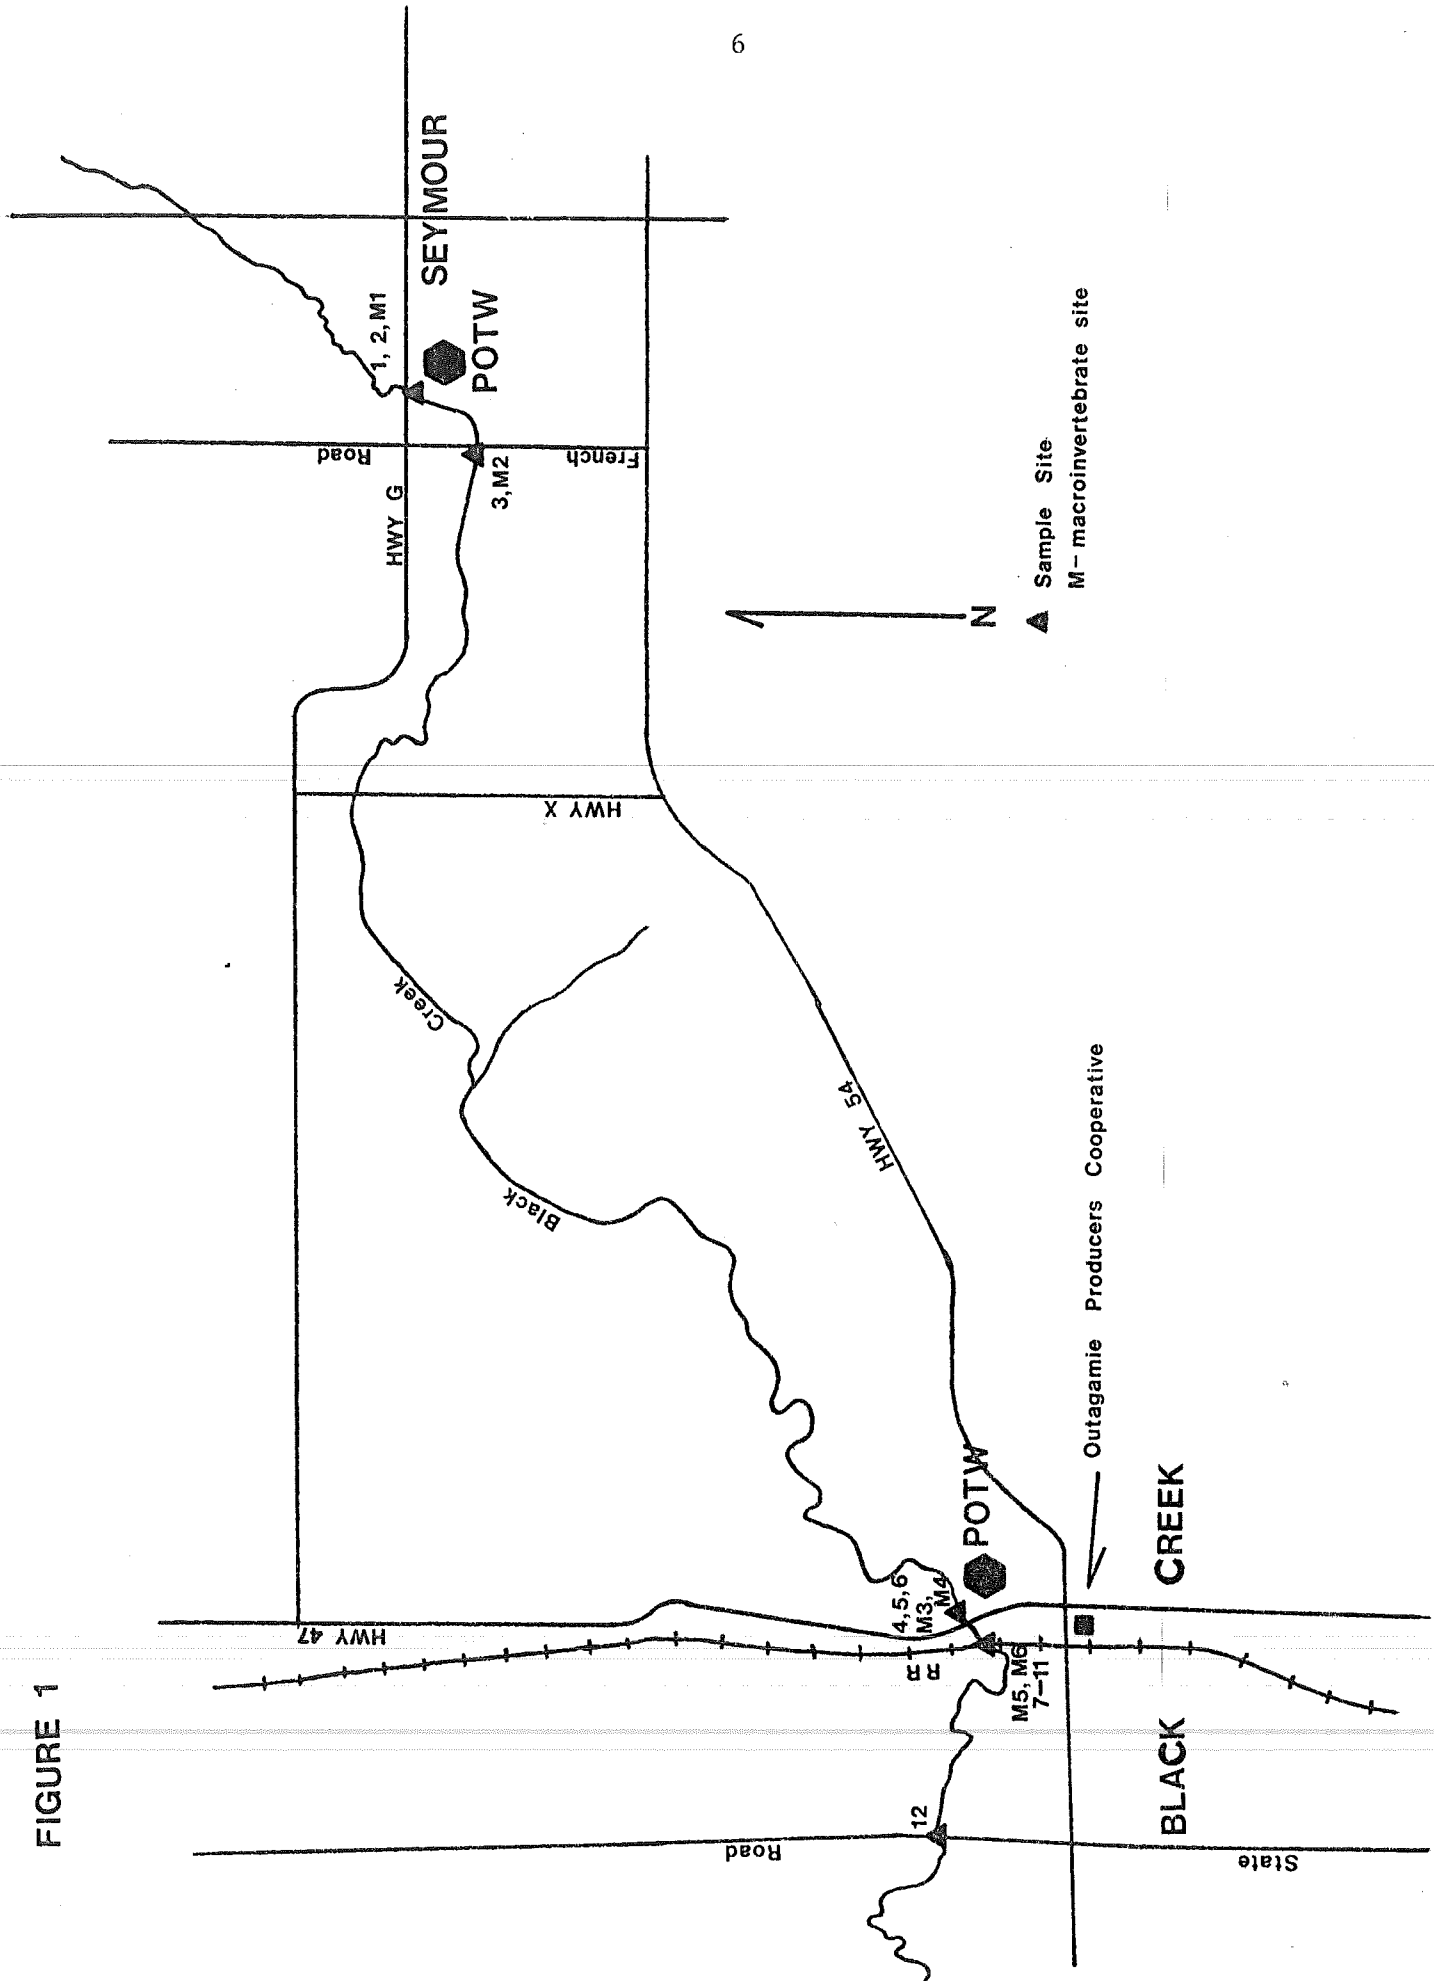 6
FIGURE 1
SEYMOUR
1, 2, M1
POTW
Road
French
HWY G
3, M2
N
Sample Site
M- macroinvertebrate site
HWY X
Creek
Black
HWY 54
Outagamie Producers Cooperative
POTW
4, 5, 6
M3,
M4
HWY 47
RR
M5, M6
7-11
BLACK CREEK
12
Road
State